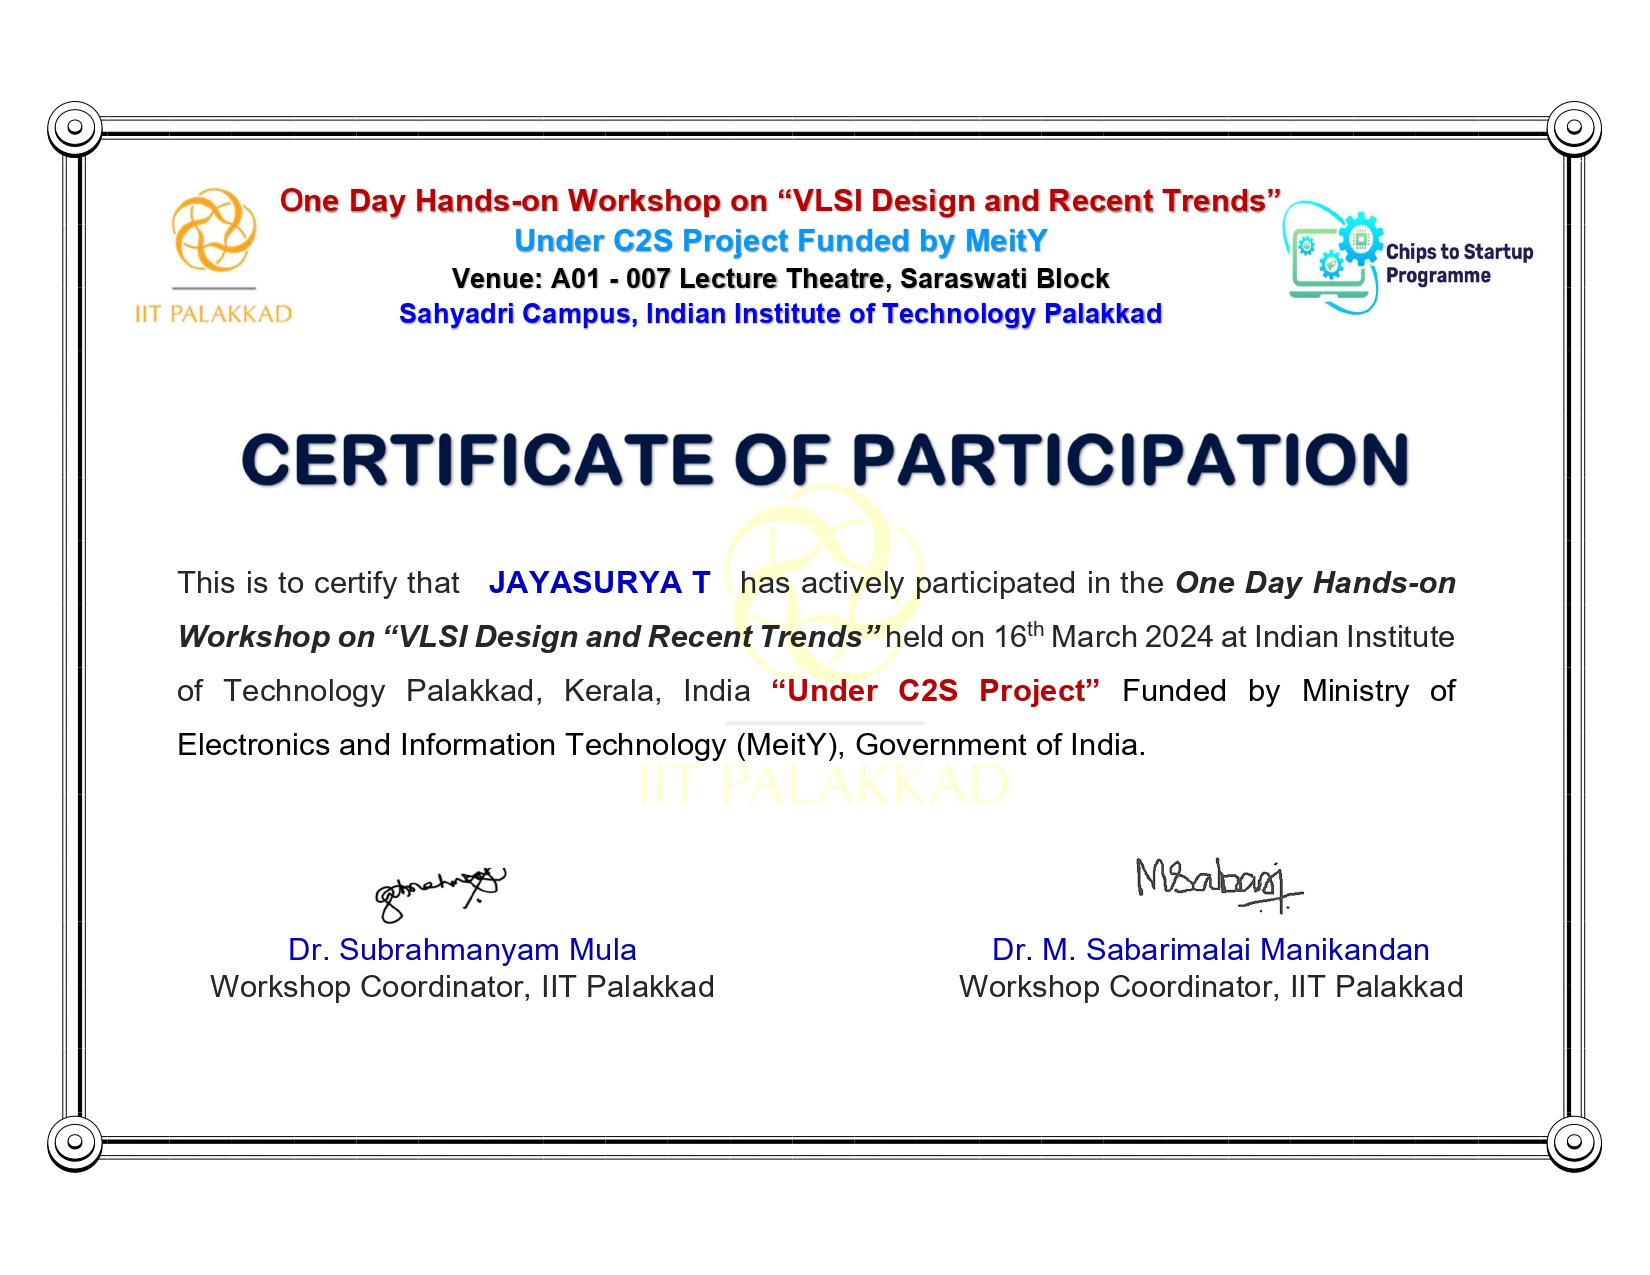 One Day Hands-on Workshop on “VLSI Design and Recent Trends”
Under C2S Project Funded by MeitY
Venue: A01 - 007 Lecture Theatre, Saraswati Block
Sahyadri Campus, Indian Institute of Technology Palakkad
IIT PALAKKAD
Chips to Startup
Programme
CERTIFICATE OF PARTICIPATION
This is to certify that JAYASURYA T has actively participated in the One Day Hands-on
Workshop on “VLSI Design and Recent Trends” held on 16th March 2024 at Indian Institute
of Technology Palakkad, Kerala, India “Under C2S Project” Funded by Ministry of
Electronics and Information Technology (MeitY), Government of India.
IIT PALAKKAD
MSabari
Dr. Subrahmanyam Mula
Workshop Coordinator, IIT Palakkad
Dr. M. Sabarimalai Manikandan
Workshop Coordinator, IIT Palakkad